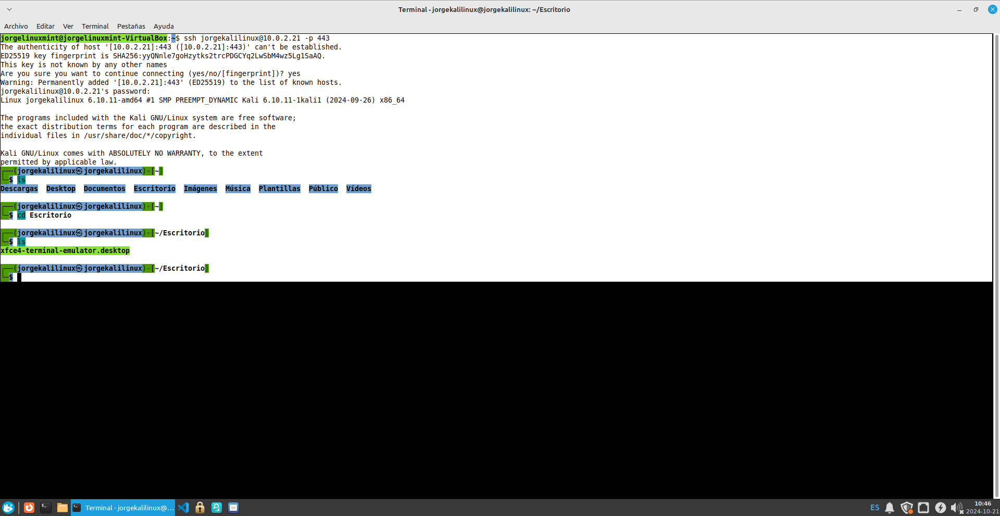 Terminal - jorgekalilinux@jorgekalilinux: ~/Escritorio
Archivo Editar Ver Terminal Pestañas Ayuda
jorgelinuxmint@jorgelinuxmint-VirtualBox:~$ ssh jorgekalilinux@10.0.2.21 -p 443
The authenticity of host '[10.0.2.21]:443 ([10.0.2.21]:443)' can't be established.
ED25519 key fingerprint is SHA256:yyQNnle7goHzytks2trcPDGCYq2LwSbM4wz5Lg1SaAQ.
This key is not known by any other names
Are you sure you want to continue connecting (yes/no/[fingerprint])? yes
Warning: Permanently added '[10.0.2.21]:443' (ED25519) to the list of known hosts.
jorgekalilinux@10.0.2.21's password:
Linux jorgekalilinux 6.10.11-amd64 #1 SMP PREEMPT_DYNAMIC Kali 6.10.11-1kali1 (2024-09-26) x86_64
The programs included with the Kali GNU/Linux system are free software;
the exact distribution terms for each program are described in the
individual files in /usr/share/doc/*/copyright.
Kali GNU/Linux comes with ABSOLUTELY NO WARRANTY, to the extent
permitted by applicable law.
┌──(jorgekalilinux㉿jorgekalilinux)-[~]
└─$ ls
Descargas Desktop Documentos Escritorio Imágenes Música Plantillas Público Vídeos
┌──(jorgekalilinux㉿jorgekalilinux)-[~]
└─$ cd Escritorio
┌──(jorgekalilinux㉿jorgekalilinux)-[~/Escritorio]
└─$ ls
xfce4-terminal-emulator.desktop
┌──(jorgekalilinux㉿jorgekalilinux)-[~/Escritorio]
└─$
Terminal - jorgekalilinux@...
ES
10:46
2024-10-21